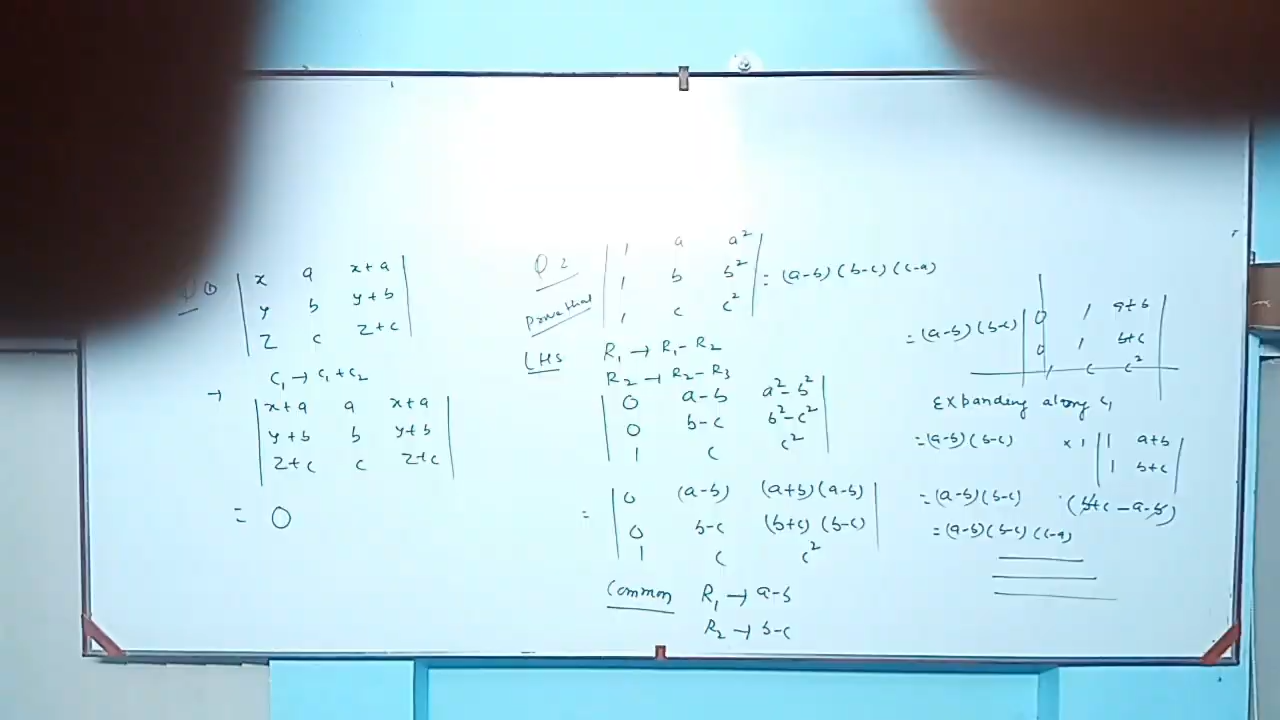 ①
| x a x+a |
| y b y+b |
| z c z+c |
C₁ → C₁ + C₂
→
| x+a a x+a |
| y+b b y+b |
| z+c c z+c |
= 0
Q 2
Prove that
| 1 a a² |
| 1 b b² | = (a-b) (b-c) (c-a)
| 1 c c² |
LHS R₁ → R₁ - R₂
R₂ → R₂ - R₃
| 0 a-b a²-b² |
| 0 b-c b²-c² |
| 1 c c² |
= | 0 (a-b) (a+b)(a-b) |
| 0 b-c (b+c) (b-c) |
| 1 c c² |
Common R₁ → a-b
R₂ → b-c
= (a-b)(b-c) | 0 1 a+b |
| 0 1 b+c |
| 1 c c² |
Expanding along C₁
= (a-b)(b-c) × 1 | 1 a+b |
| 1 b+c |
= (a-b)(b-c) (b+c-a-b)
= (a-b)(b-c)(c-a)